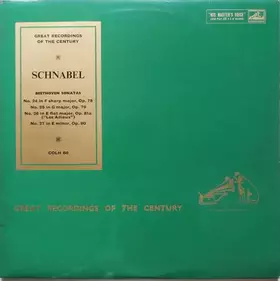 GREAT RECORDINGS
OF THE CENTURY
SCHNABEL
BEETHOVEN SONATAS
No. 24 in F sharp major, Op. 78
No. 25 in G major, Op. 79
No. 26 in E flat major, Op. 81a
("Les Adieux")
No. 27 in E minor, Op. 90
COLH 60
"HIS MASTER'S VOICE"
GREAT RECORDINGS OF THE CENTURY